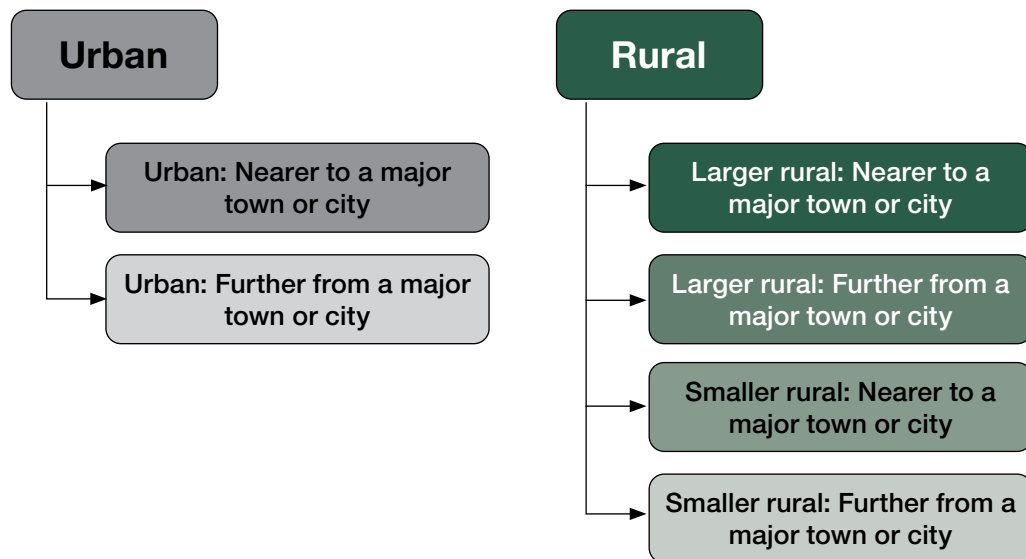 Urban
Urban: Nearer to a major
town or city
Urban: Further from a major
town or city
Rural
Larger rural: Nearer to a
major town or city
Larger rural: Further from a
major town or city
Smaller rural: Nearer to a
major town or city
Smaller rural: Further from a
major town or city